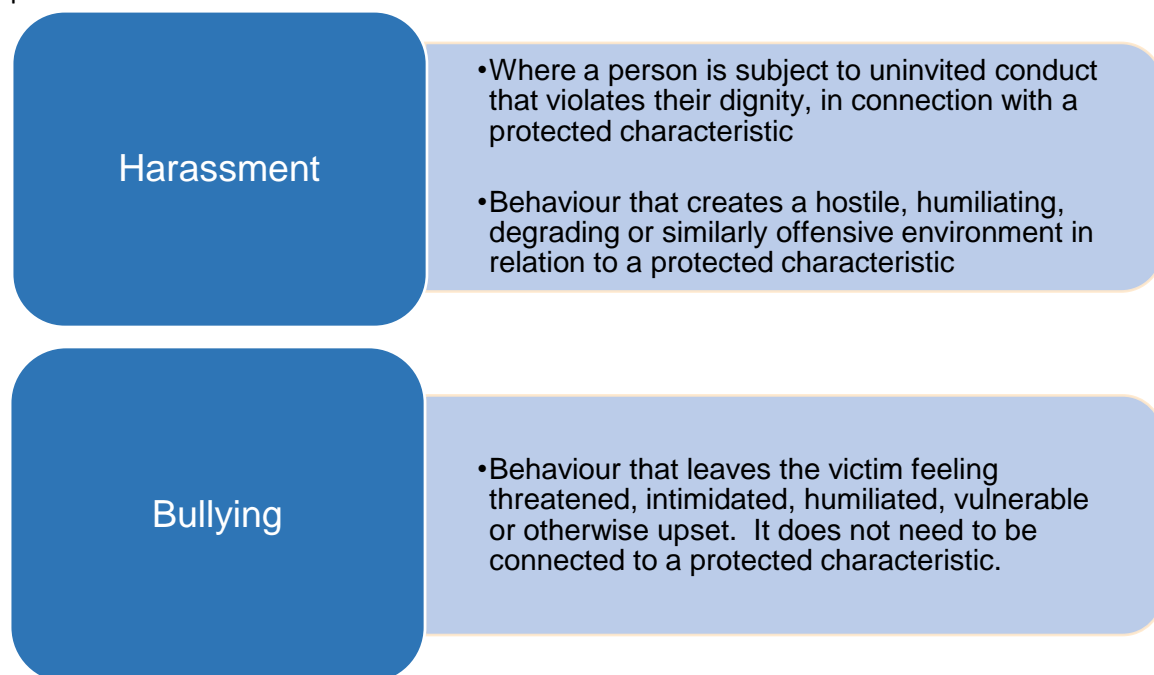 Harassment
•Where a person is subject to uninvited conduct
that violates their dignity, in connection with a
protected characteristic
•Behaviour that creates a hostile, humiliating,
degrading or similarly offensive environment in
relation to a protected characteristic
Bullying
•Behaviour that leaves the victim feeling
threatened, intimidated, humiliated, vulnerable
or otherwise upset.  It does not need to be
connected to a protected characteristic.